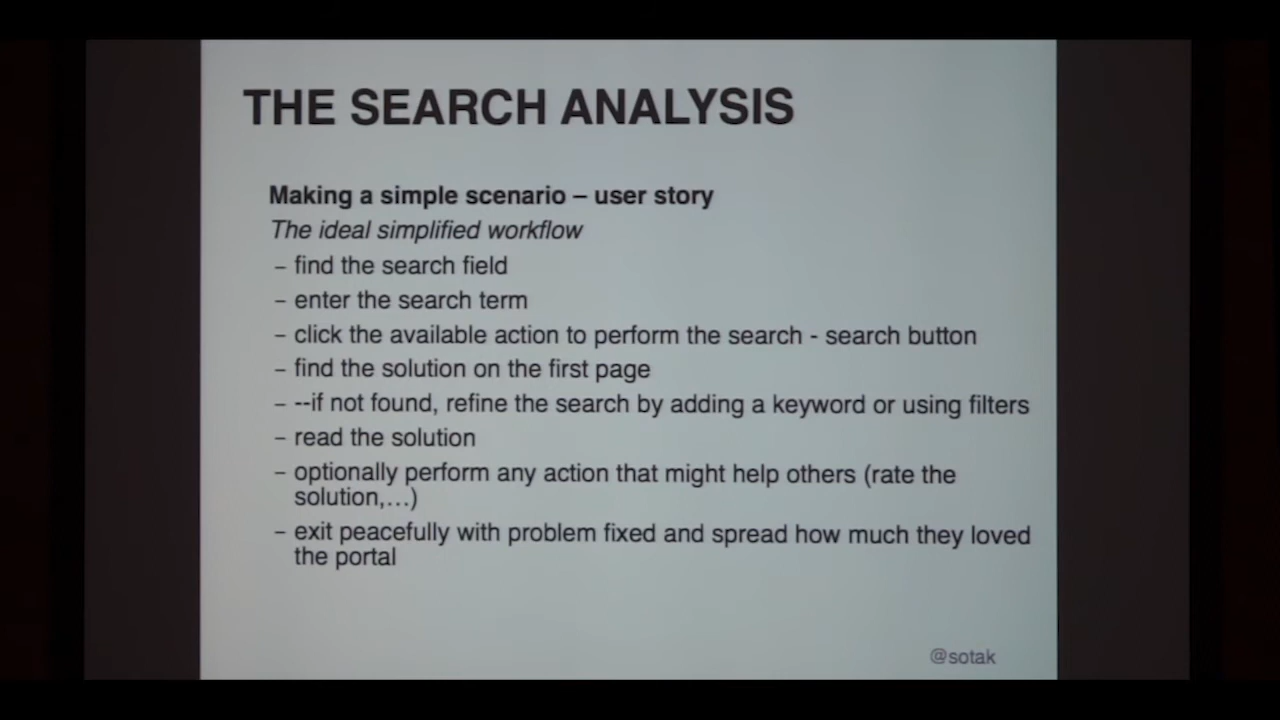 THE SEARCH ANALYSIS
Making a simple scenario – user story
The ideal simplified workflow
– find the search field
– enter the search term
– click the available action to perform the search - search button
– find the solution on the first page
– --if not found, refine the search by adding a keyword or using filters
– read the solution
– optionally perform any action that might help others (rate the
solution,…)
– exit peacefully with problem fixed and spread how much they loved
the portal
@sotak